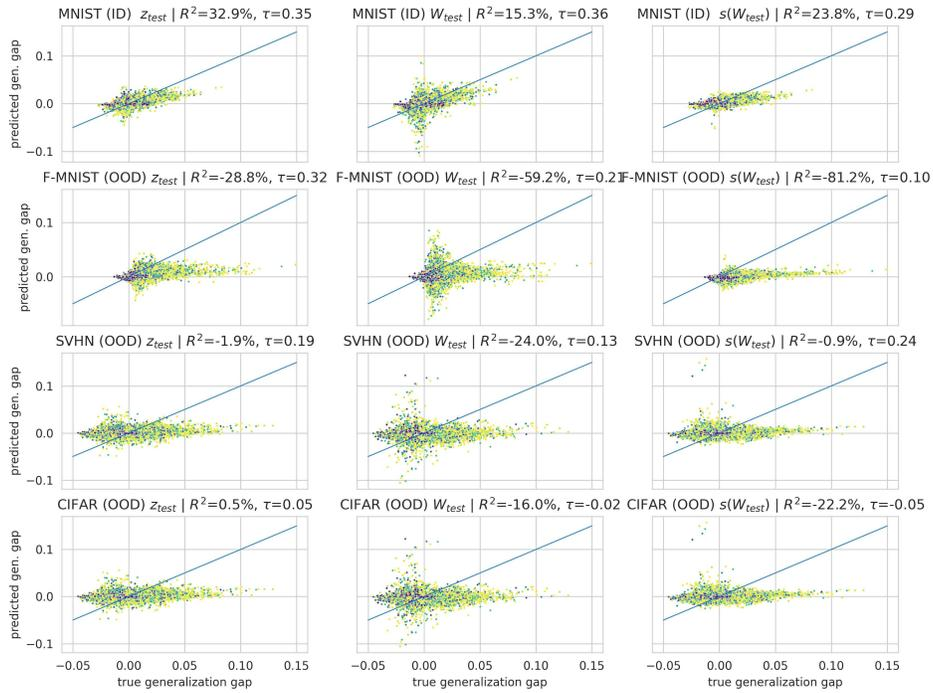 MNIST (ID) z_test | R²=32.9%, τ=0.35
MNIST (ID) W_test | R²=15.3%, τ=0.36
MNIST (ID) s(W_test) | R²=23.8%, τ=0.29
predicted gen. gap
0.1
0.0
−0.1
F-MNIST (OOD) z_test | R²=-28.8%, τ=0.32
F-MNIST (OOD) W_test | R²=-59.2%, τ=0.21
F-MNIST (OOD) s(W_test) | R²=-81.2%, τ=0.10
predicted gen. gap
0.1
0.0
SVHN (OOD) z_test | R²=-1.9%, τ=0.19
SVHN (OOD) W_test | R²=-24.0%, τ=0.13
SVHN (OOD) s(W_test) | R²=-0.9%, τ=0.24
predicted gen. gap
0.1
0.0
−0.1
CIFAR (OOD) z_test | R²=0.5%, τ=0.05
CIFAR (OOD) W_test | R²=-16.0%, τ=-0.02
CIFAR (OOD) s(W_test) | R²=-22.2%, τ=-0.05
predicted gen. gap
0.1
0.0
−0.1
−0.05 0.00 0.05 0.10 0.15
−0.05 0.00 0.05 0.10 0.15
−0.05 0.00 0.05 0.10 0.15
true generalization gap
true generalization gap
true generalization gap